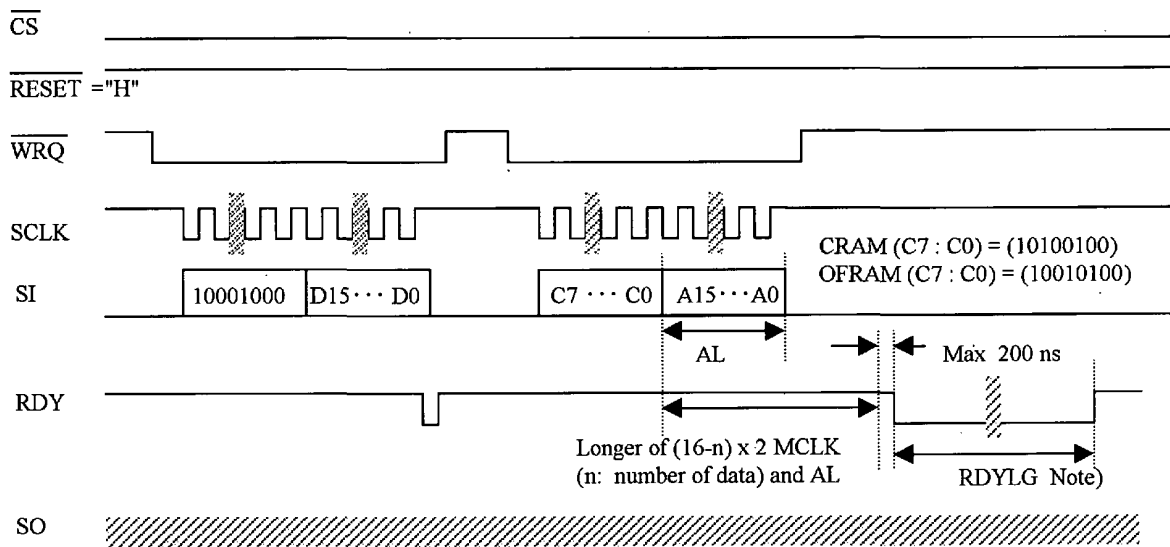 CS
RESET ="H"
WRQ
SCLK
CRAM (C7 : C0) = (10100100)
OFRAM (C7 : C0) = (10010100)
SI
10001000
D15··· D0
C7 ··· C0
A15···A0
AL
Max 200 ns
RDY
Longer of (16-n) x 2 MCLK
(n: number of data) and AL
RDYLG Note)
SO